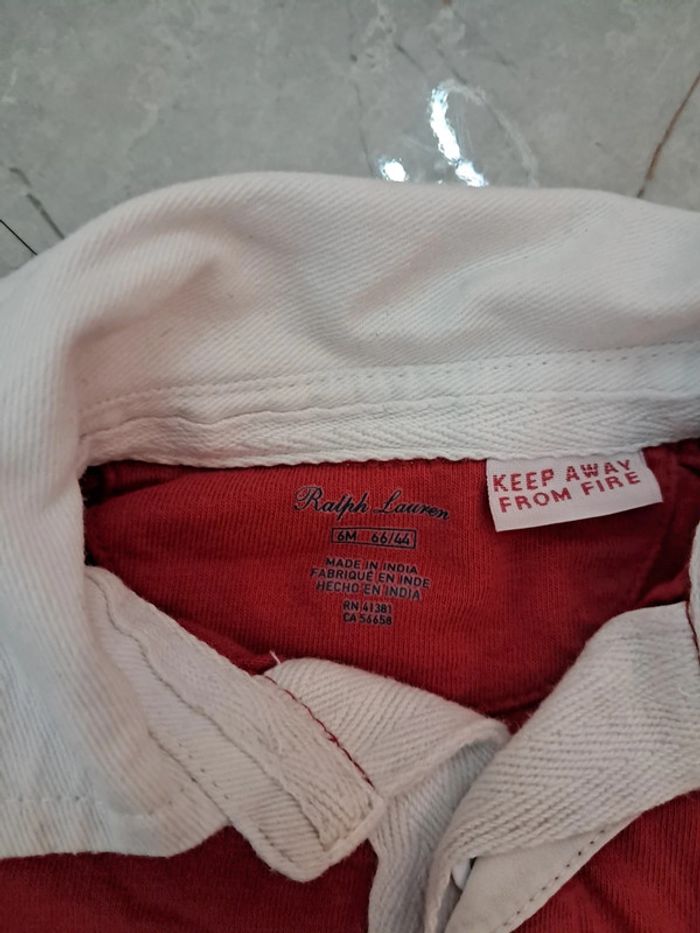 KEEP AWAY
FROM FIRE
Ralph Lauren
6M 66/44
MADE IN INDIA
FABRIQUÉ EN INDE
HECHO EN INDIA
RN 41381
CA 56658